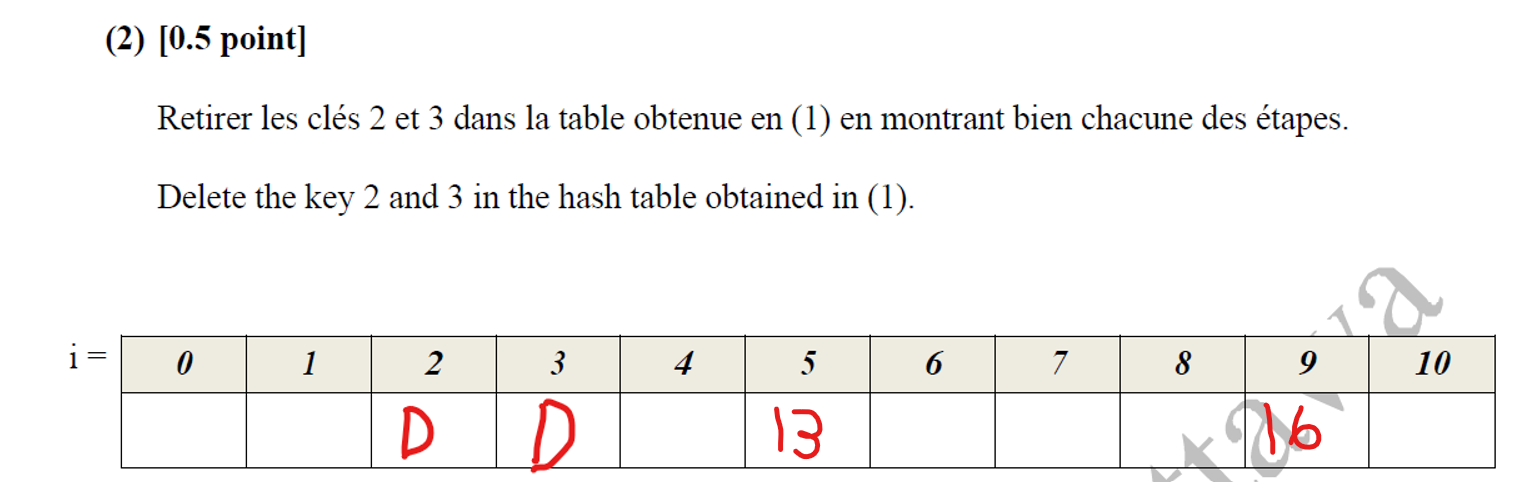 (2) [0.5 point]
Retirer les clés 2 et 3 dans la table obtenue en (1) en montrant bien chacune des étapes.
Delete the key 2 and 3 in the hash table obtained in (1).
i = 0 1 2 3 4 5 6 7 8 9 10
D D 13 16